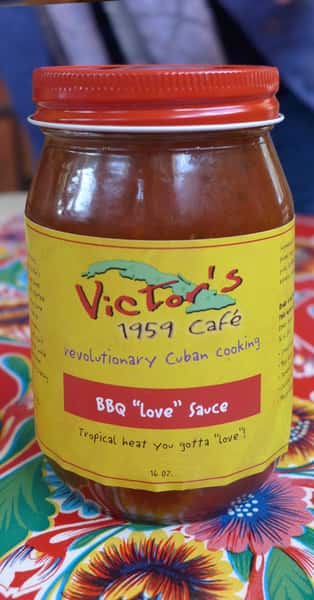 Victor's
1959 Café
revolutionary Cuban cooking
BBQ "love" Sauce
Tropical heat you gotta "love"!
16 oz.